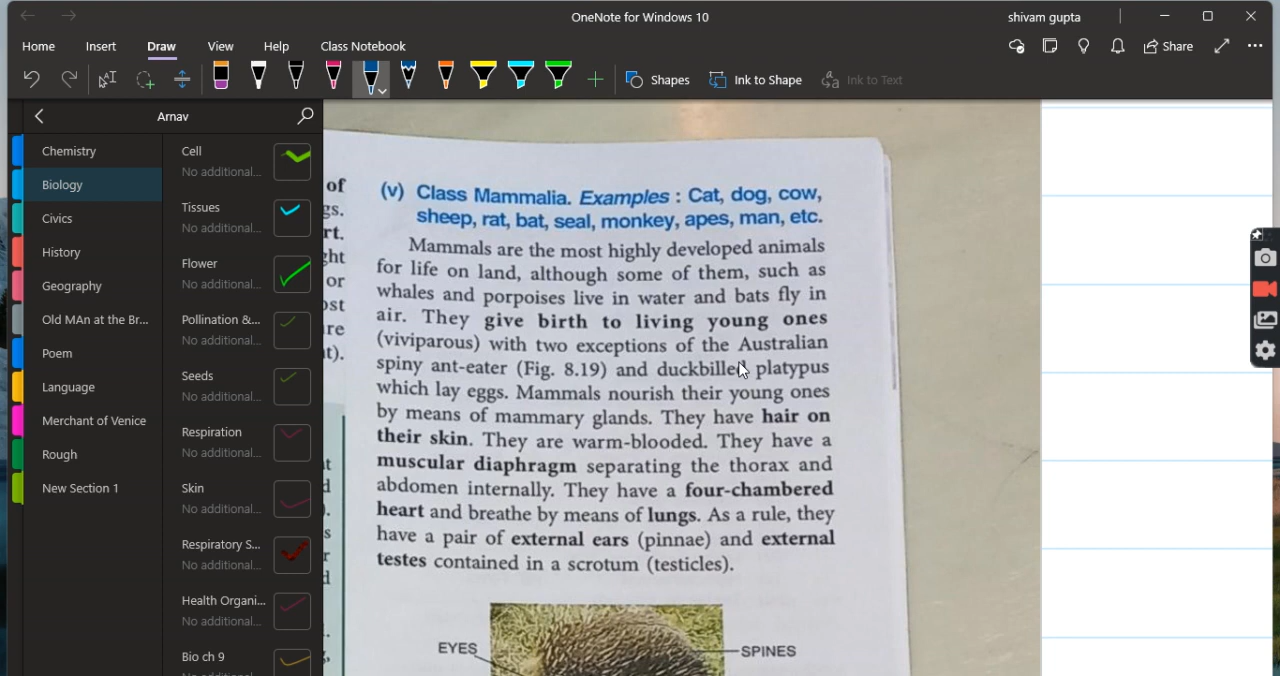 OneNote for Windows 10
shivam gupta
Home Insert Draw View Help Class Notebook
Share
Shapes
Ink to Shape
Ink to Text
Arnav
Chemistry
Biology
Civics
History
Geography
Old MAn at the Br...
Poem
Language
Merchant of Venice
Rough
New Section 1
Cell
No additional...
Tissues
No additional...
Flower
No additional...
Pollination &...
No additional...
Seeds
No additional...
Respiration
No additional...
Skin
No additional...
Respiratory S...
No additional...
Health Organi...
No additional...
Bio ch 9
of
gs.
rt.
ght
or
ost
re
t).
(v) Class Mammalia. Examples : Cat, dog, cow,
sheep, rat, bat, seal, monkey, apes, man, etc.
Mammals are the most highly developed animals
for life on land, although some of them, such as
whales and porpoises live in water and bats fly in
air. They give birth to living young ones
(viviparous) with two exceptions of the Australian
spiny ant-eater (Fig. 8.19) and duckbilled platypus
which lay eggs. Mammals nourish their young ones
by means of mammary glands. They have hair on
their skin. They are warm-blooded. They have a
muscular diaphragm separating the thorax and
abdomen internally. They have a four-chambered
heart and breathe by means of lungs. As a rule, they
have a pair of external ears (pinnae) and external
testes contained in a scrotum (testicles).
EYES
SPINES